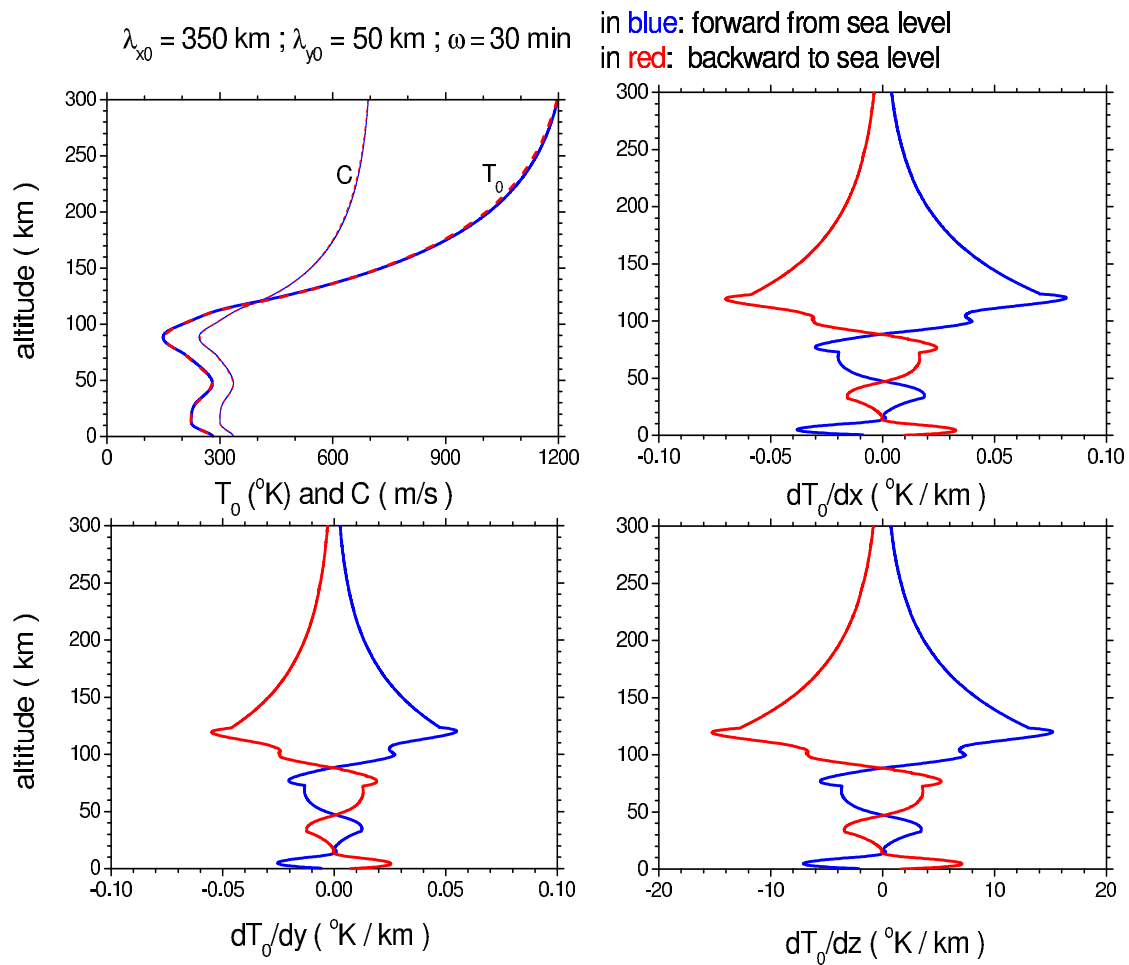 λx0 = 350 km ; λy0 = 50 km ; ω = 30 min
in blue: forward from sea level
in red: backward to sea level
300
250
200
150
100
50
0
altitude ( km )
C
T0
0 300 600 900 1200
T0 (oK) and C ( m/s )
300
250
200
150
100
50
0
-0.10 -0.05 0.00 0.05 0.10
dT0/dx ( oK / km )
300
250
200
150
100
50
0
altitude ( km )
-0.10 -0.05 0.00 0.05 0.10
dT0/dy ( oK / km )
300
250
200
150
100
50
0
-20 -10 0 10 20
dT0/dz ( oK / km )